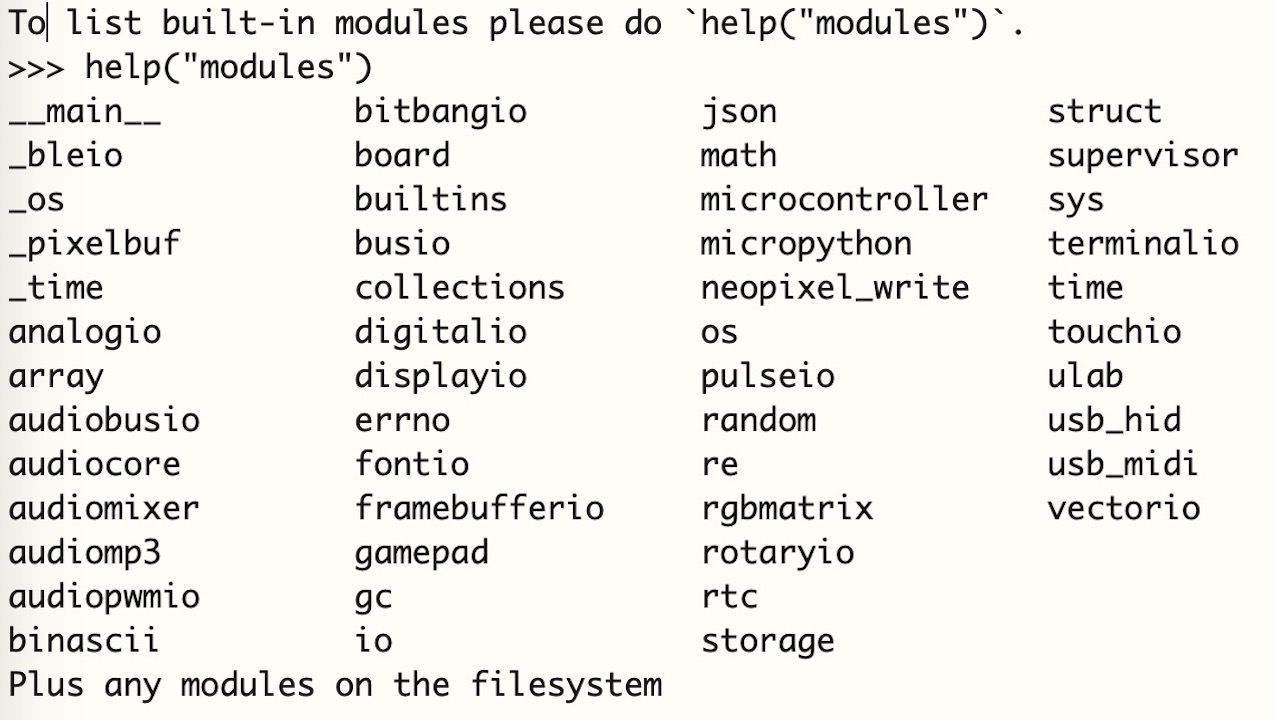 To list built-in modules please do `help("modules")`.
>>> help("modules")
__main__ bitbangio json struct
_bleio board math supervisor
_os builtins microcontroller sys
_pixelbuf busio micropython terminalio
_time collections neopixel_write time
analogio digitalio os touchio
array displayio pulseio ulab
audiobusio errno random usb_hid
audiocore fontio re usb_midi
audiomixer framebufferio rgbmatrix vectorio
audiomp3 gamepad rotaryio
audiopwmio gc rtc
binascii io storage
Plus any modules on the filesystem